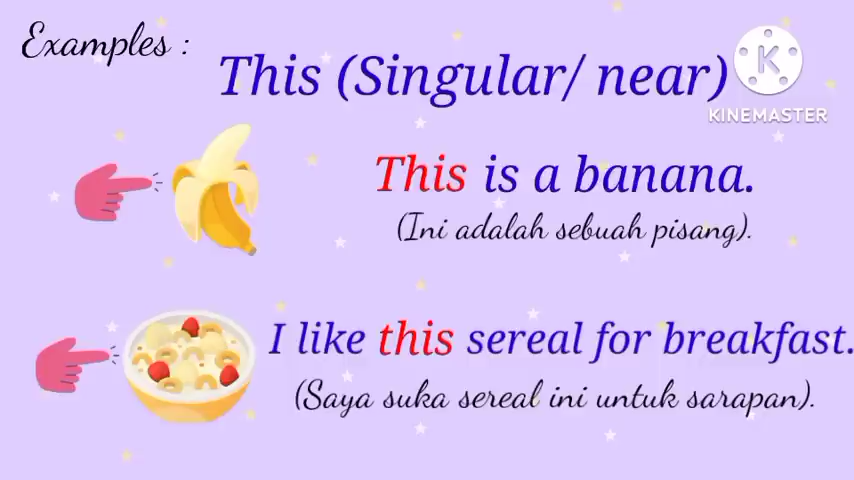 Examples :
This (Singular/ near)
KINEMASTER
This is a banana.
(Ini adalah sebuah pisang).
I like this sereal for breakfast.
(Saya suka sereal ini untuk sarapan).